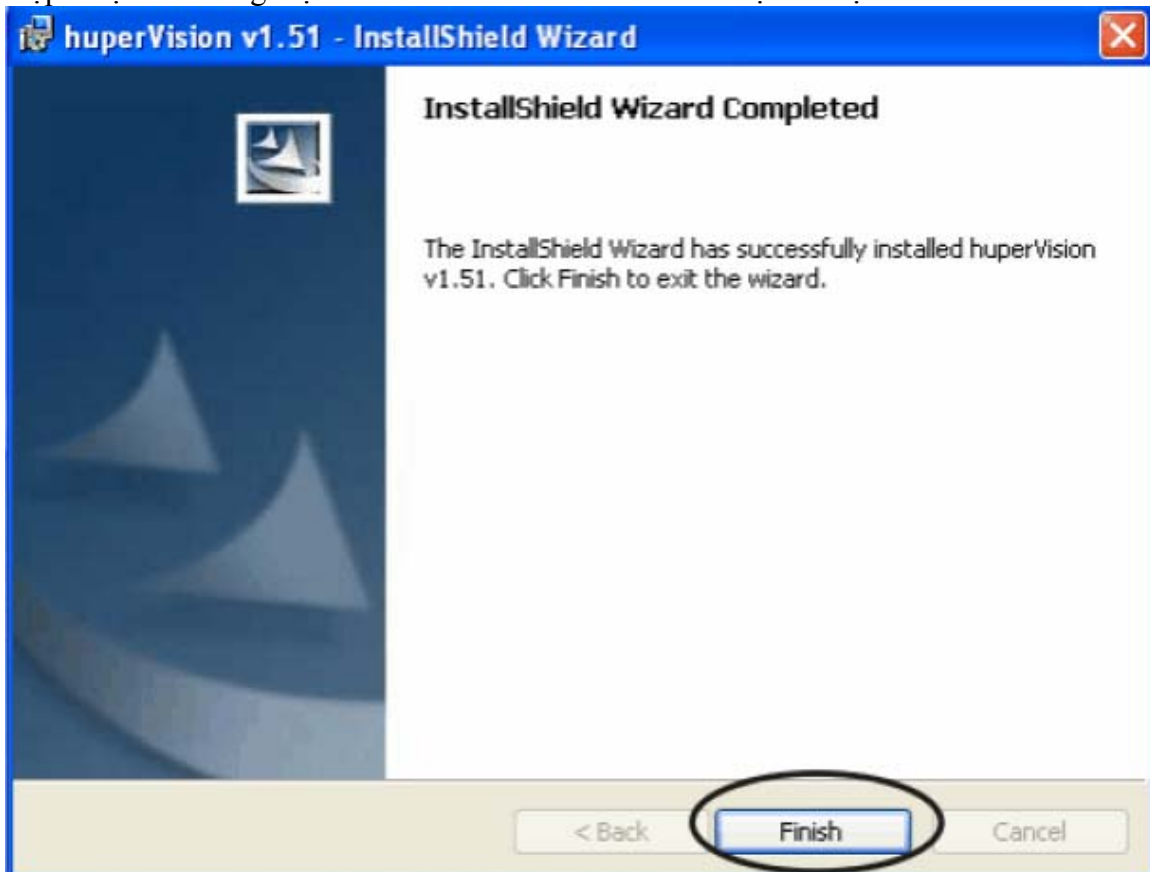 huperVision v1.51 - InstallShield Wizard
InstallShield Wizard Completed
The InstallShield Wizard has successfully installed huperVision
v1.51. Click Finish to exit the wizard.
< Back
Finish
Cancel